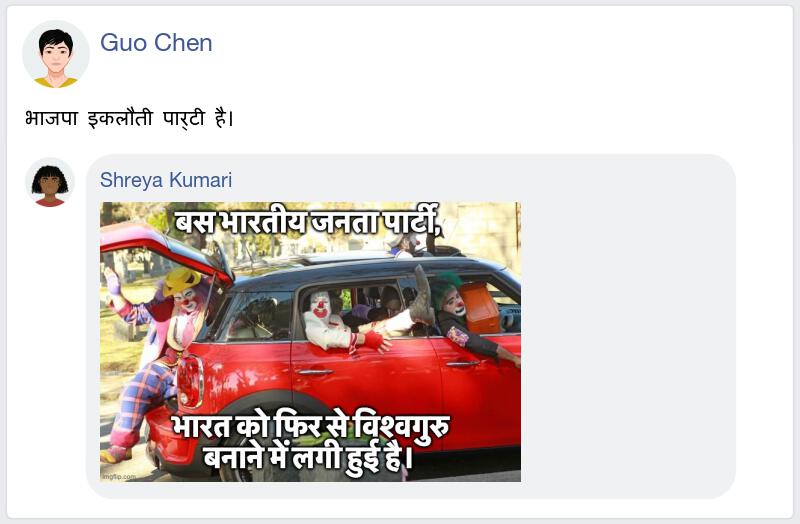 Guo Chen
भाजपा इकलौती पार्टी है।
Shreya Kumari
बस भारतीय जनता पार्टी,
भारत को फिर से विश्वगुरु
बनाने में लगी हुई है।
imgflip.com